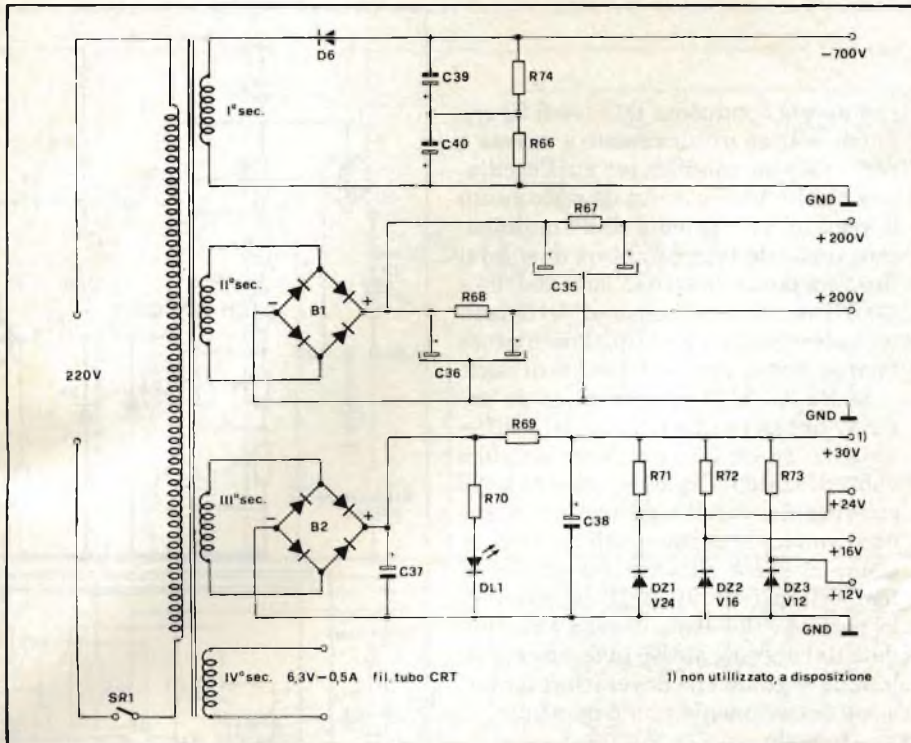 D6
-700V
C39
R74
I° sec.
C40
R66
GND
R67
+200V
C35
II° sec.
R68
+200V
B1
C36
220V
GND
R69
1)
+30V
III° sec.
R71
R72
R73
R70
B2
C38
+24V
C37
+16V
DL1
DZ1
V24
DZ2
V16
DZ3
V12
+12V
GND
IV° sec. 6,3V-0,5A fil. tubo CRT
1) non utillizzato, a disposizione
SR1